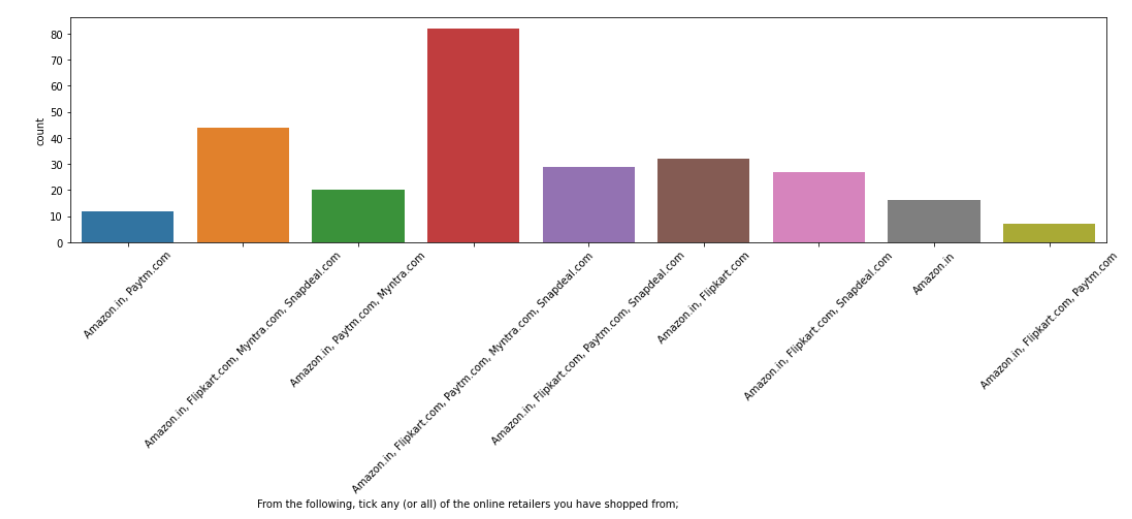 80
70
60
50
40
30
20
10
0
count
Amazon.in, Paytm.com
Amazon.in, Flipkart.com, Myntra.com, Snapdeal.com
Amazon.in, Paytm.com, Myntra.com
Amazon.in, Flipkart.com, Paytm.com, Myntra.com, Snapdeal.com
Amazon.in, Flipkart.com, Paytm.com, Snapdeal.com
Amazon.in, Flipkart.com
Amazon.in, Flipkart.com, Snapdeal.com
Amazon.in
Amazon.in, Flipkart.com, Paytm.com
From the following, tick any (or all) of the online retailers you have shopped from;